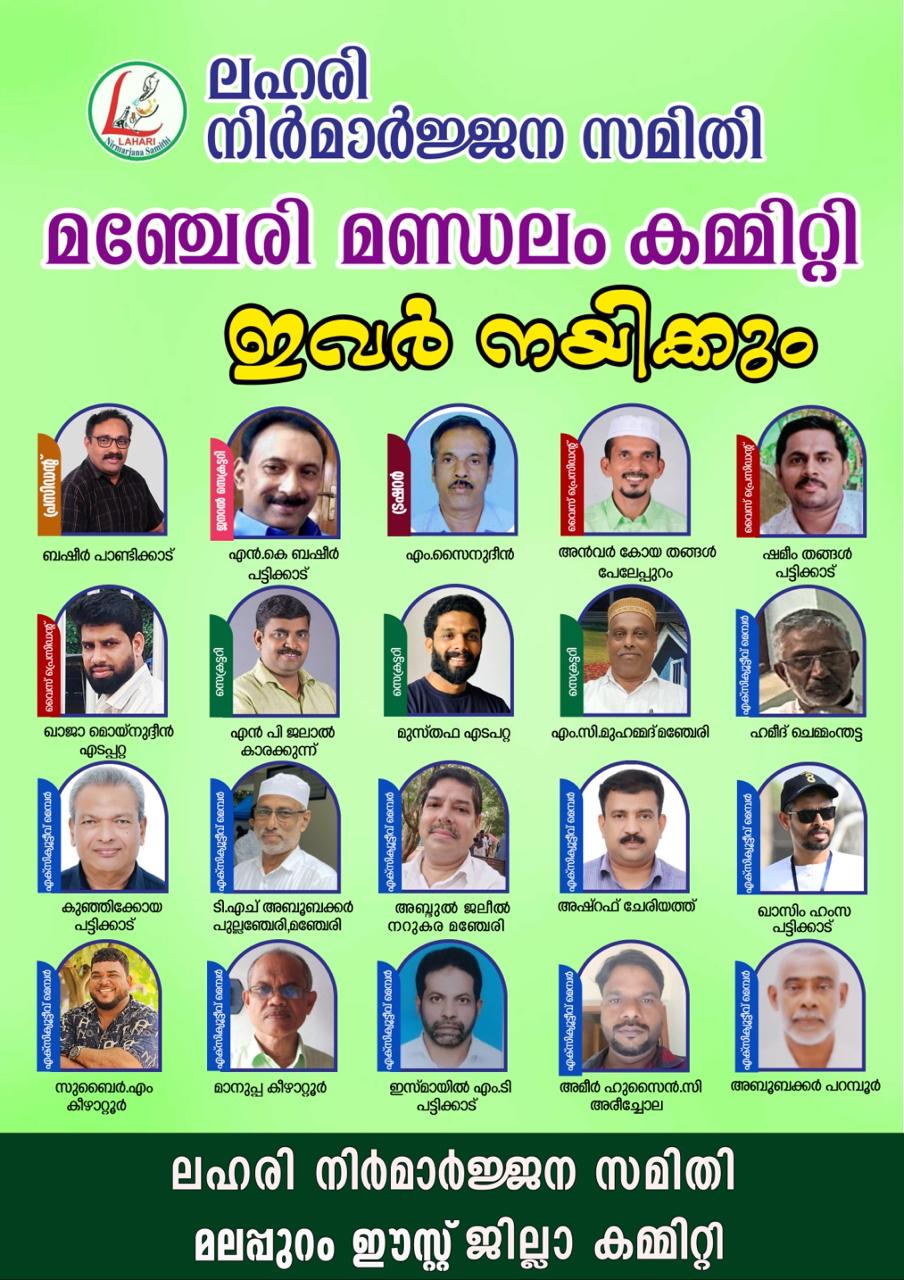 LAHARI
Nirmarjana Samithi
ലഹരി
നിർമാർജ്ജന സമിതി
മഞ്ചേരി മണ്ഡലം കമ്മിറ്റി
ഇവർ നയിക്കും
പ്രസിഡന്റ്
ബഷീർ പാണ്ടിക്കാട്
ജനറൽ സെക്രട്ടറി
എൻ.കെ ബഷീർ
പട്ടിക്കാട്
ട്രഷറർ
എം.സൈനുദീൻ
വൈസ് പ്രെസിഡന്റ്
അൻവർ കോയ തങ്ങൾ
പേലേപ്പുറം
വൈസ് പ്രെസിഡന്റ്
ഷമീം തങ്ങൾ
പട്ടിക്കാട്
വൈസ് പ്രെസിഡന്റ്
ഖാജാ മൊയ്‌നുദ്ദീൻ
എടപ്പറ്റ
സെക്രട്ടറി
എൻ പി ജലാൽ
കാരക്കുന്ന്
സെക്രട്ടറി
മുസ്തഫ എടപറ്റ
സെക്രട്ടറി
എം.സി.മുഹമ്മദ് മഞ്ചേരി
എക്സിക്യൂട്ടീവ് മെമ്പർ
ഹമീദ് ചെമ്മംന്തട്ട
എക്സിക്യൂട്ടീവ് മെമ്പർ
കുഞ്ഞിക്കോയ
പട്ടിക്കാട്
എക്സിക്യൂട്ടീവ് മെമ്പർ
ടി.എച് അബൂബക്കർ
പുല്ലഞ്ചേരി,മഞ്ചേരി
എക്സിക്യൂട്ടീവ് മെമ്പർ
അബ്ദുൽ ജലീൽ
നറുകര മഞ്ചേരി
എക്സിക്യൂട്ടീവ് മെമ്പർ
അഷ്‌റഫ് ചേരിയത്ത്
എക്സിക്യൂട്ടീവ് മെമ്പർ
ഖാസിം ഹംസ
പട്ടിക്കാട്
എക്സിക്യൂട്ടീവ് മെമ്പർ
സുബൈർ.എം
കീഴാറ്റൂർ
എക്സിക്യൂട്ടീവ് മെമ്പർ
മാനുപ്പ കീഴാറ്റൂർ
എക്സിക്യൂട്ടീവ് മെമ്പർ
ഇസ്മായിൽ എം.ടി
പട്ടിക്കാട്
എക്സിക്യൂട്ടീവ് മെമ്പർ
അമീർ ഹുസൈൻ.സി
അരീച്ചോല
എക്സിക്യൂട്ടീവ് മെമ്പർ
അബൂബക്കർ പറമ്പൂർ
ലഹരി നിർമാർജ്ജന സമിതി
മലപ്പുറം ഈസ്റ്റ് ജില്ലാ കമ്മിറ്റി